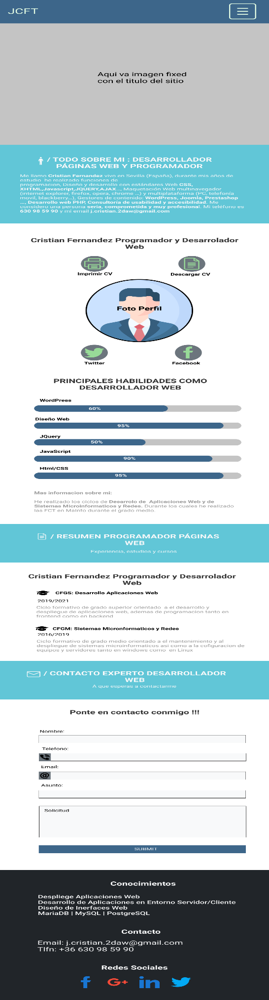 JCFT
Aqui va imagen fixed
con el titulo del sitio
/ TODO SOBRE MI : DESARROLLADOR
PÁGINAS WEB Y PROGRAMADOR
Me llamo Cristian Fernandez vivo en Sevilla (España), durante mis años de
estudio he realizado funciones de
programacion, Diseño y desarrollo con estándares Web CSS,
XHTML,Javascript,JQUERY,AJAX..., Maquetación Web multinavegador
(internet explorer, firefox, opera, chrome ...) y multiplataforma (PC, telefonía
movil, blackberry...), Gestores de contenido: WordPress, Joomla, Prestashop
..., Desarrollo web PHP, Consultoría de usabilidad y accesibilidad. Me
considero una persona seria, comprometida y muy profesional. Mi teléfono es
630 98 59 90 y mi email j.cristian.2daw@gmail.com
Cristian Fernandez Programador y Desarrolador
Web
Imprimir CV
Descargar CV
Foto Perfil
Twitter
Facebook
PRINCIPALES HABILIDADES COMO
DESARROLLADOR WEB
WordPress
60%
Diseño Web
95%
JQuery
50%
JavaScript
90%
Html/CSS
95%
Mas informacion sobre mi:
He realizado los ciclos de Desarrolo de Aplicaciones Web y de
Sistemas Microinformaticos y Redes. Durante los cuales he realizado
las FCT en Mainfo durante el grado medio.
/ RESUMEN PROGRAMADOR PÁGINAS
WEB
Experiencia, estudios y cursos
Cristian Fernandez Programador y Desarolador
Web
CFGS: Desarrollo Aplicaciones Web
2019/2021
Ciclo formativo de grado superior orientado a el desarrollo y
despliegue de aplicaciones web, ademas de programacion tanto en
frontend como en backend
CFGM: Sistemas Micronformaticos y Redes
2016/2019
Ciclo formativo de grado medio orientado a el mantenimiento y al
despliegue de sistemas microinformaticos asi como a la cofiguracion de
equipos y servidores tanto en windows como en Linux
/ CONTACTO EXPERTO DESARROLLADOR
WEB
A que esperas a contactarme
Ponte en contacto conmigo !!!
Nombre:
Telefono:
Email:
@
Asunto:
Solicitud
SUBMIT
Conocimientos
Despliege Aplicaciones Web
Desarrollo de Aplicaciones en Entorno Servidor/Cliente
Diseño de Inerfaces Web
MariaDB | MySQL | PostgreSQL
Contacto
Email: j.cristian.2daw@gmail.com
Tlfn: +36 630 98 59 90
Redes Sociales
f G+ in